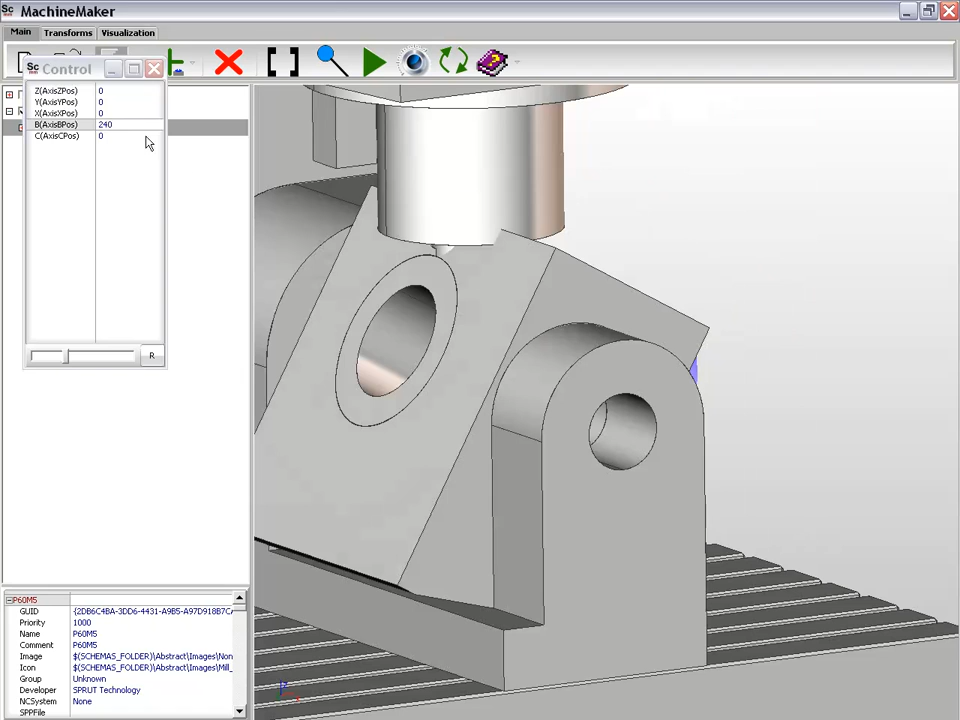 Sc MachineMaker
Main Transforms Visualization
Sc Control
Z(AxisZPos) 0
Y(AxisYPos) 0
X(AxisXPos) 0
B(AxisBPos) 240
C(AxisCPos) 0
R
P60M5
GUID {2DB6C4BA-3DD6-4431-A9B5-A97D918B7C
Priority 1000
Name P60M5
Comment P60M5
Image $(SCHEMAS_FOLDER)\Abstract\Images\Non
Icon $(SCHEMAS_FOLDER)\Abstract\Images\Mill_
Group Unknown
Developer SPRUT Technology
NCSystem None
SPPFile